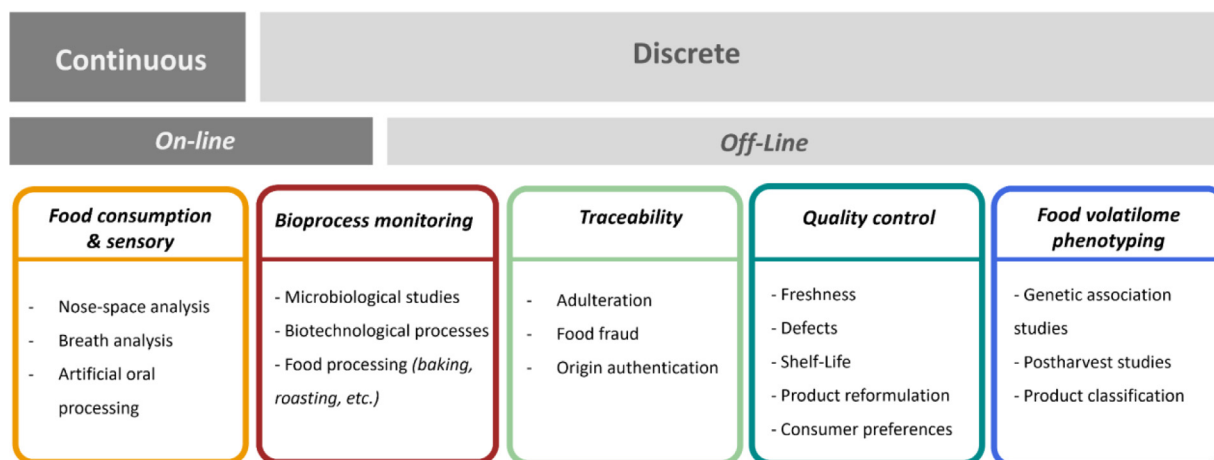 Continuous
Discrete
On-line
Off-Line
Food consumption
& sensory
- Nose-space analysis
- Breath analysis
- Artificial oral
processing
Bioprocess monitoring
- Microbiological studies
- Biotechnological processes
- Food processing (baking,
roasting, etc.)
Traceability
- Adulteration
- Food fraud
- Origin authentication
Quality control
- Freshness
- Defects
- Shelf-Life
- Product reformulation
- Consumer preferences
Food volatilome
phenotyping
- Genetic association
studies
- Postharvest studies
- Product classification